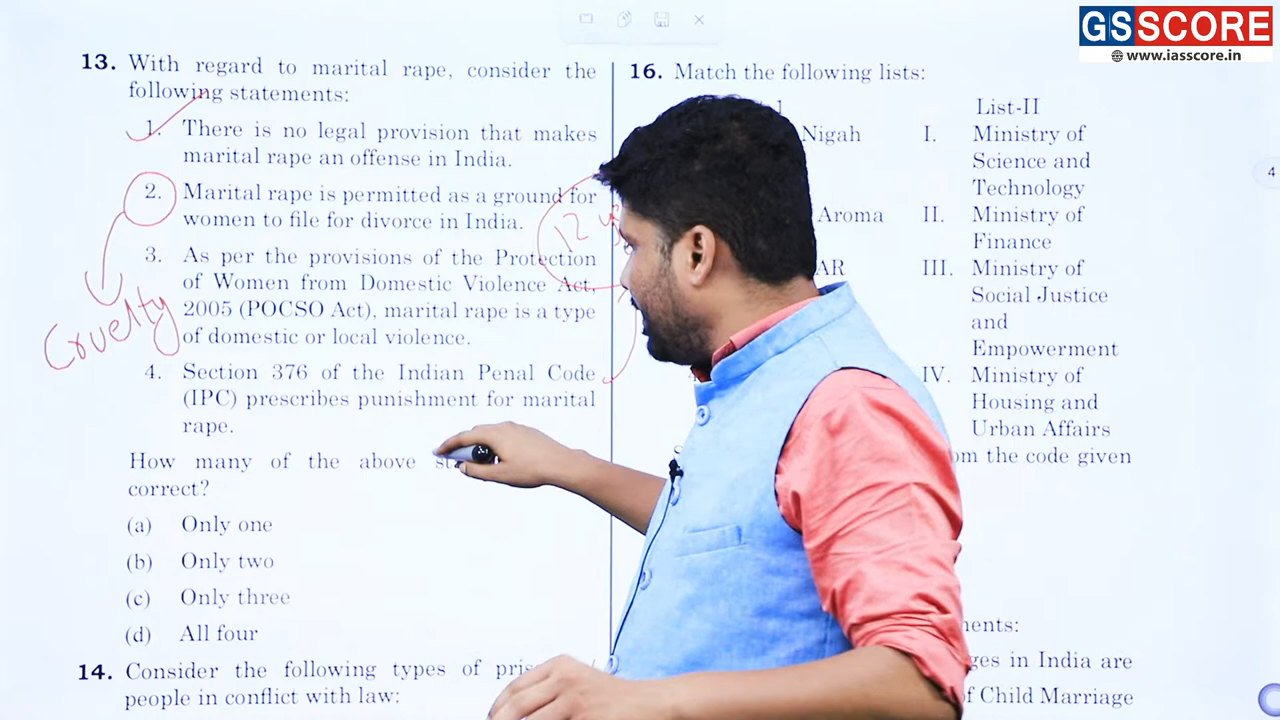 GSSCORE
www.iasscore.in
13. With regard to marital rape, consider the
following statements:
1. There is no legal provision that makes
marital rape an offense in India.
2. Marital rape is permitted as a ground for
women to file for divorce in India.
3. As per the provisions of the Protection
of Women from Domestic Violence Act,
2005 (POCSO Act), marital rape is a type
of domestic or local violence.
4. Section 376 of the Indian Penal Code
(IPC) prescribes punishment for marital
rape.
How many of the above
correct?
(a) Only one
(b) Only two
(c) Only three
(d) All four
14. Consider the following types of
people in conflict with law:
Cruelty
12
16. Match the following lists:
List-II
Nigah I. Ministry of
Science and
Technology
Aroma II. Ministry of
Finance
III. Ministry of
Social Justice
and
Empowerment
IV. Ministry of
Housing and
Urban Affairs
the code given
in India are
Child Marriage
4